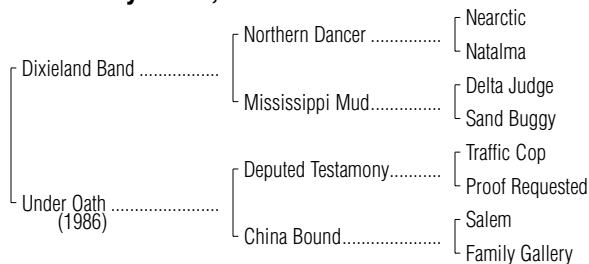 Nearctic
Northern Dancer ...............
Natalma
Dixieland Band .................
Delta Judge
Mississippi Mud...............
Sand Buggy
Traffic Cop
Deputed Testamony...........
Proof Requested
Under Oath .......................
(1986)
Salem
China Bound.....................
Family Gallery